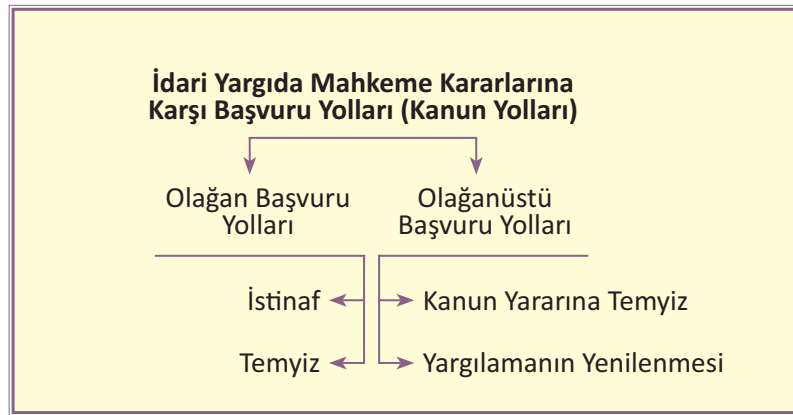 İdari Yargıda Mahkeme Kararlarına
Karşı Başvuru Yolları (Kanun Yolları)
Olağan Başvuru
Yolları
Olağanüstü
Başvuru Yolları
İstinaf
Kanun Yararına Temyiz
Temyiz
Yargılamanın Yenilenmesi